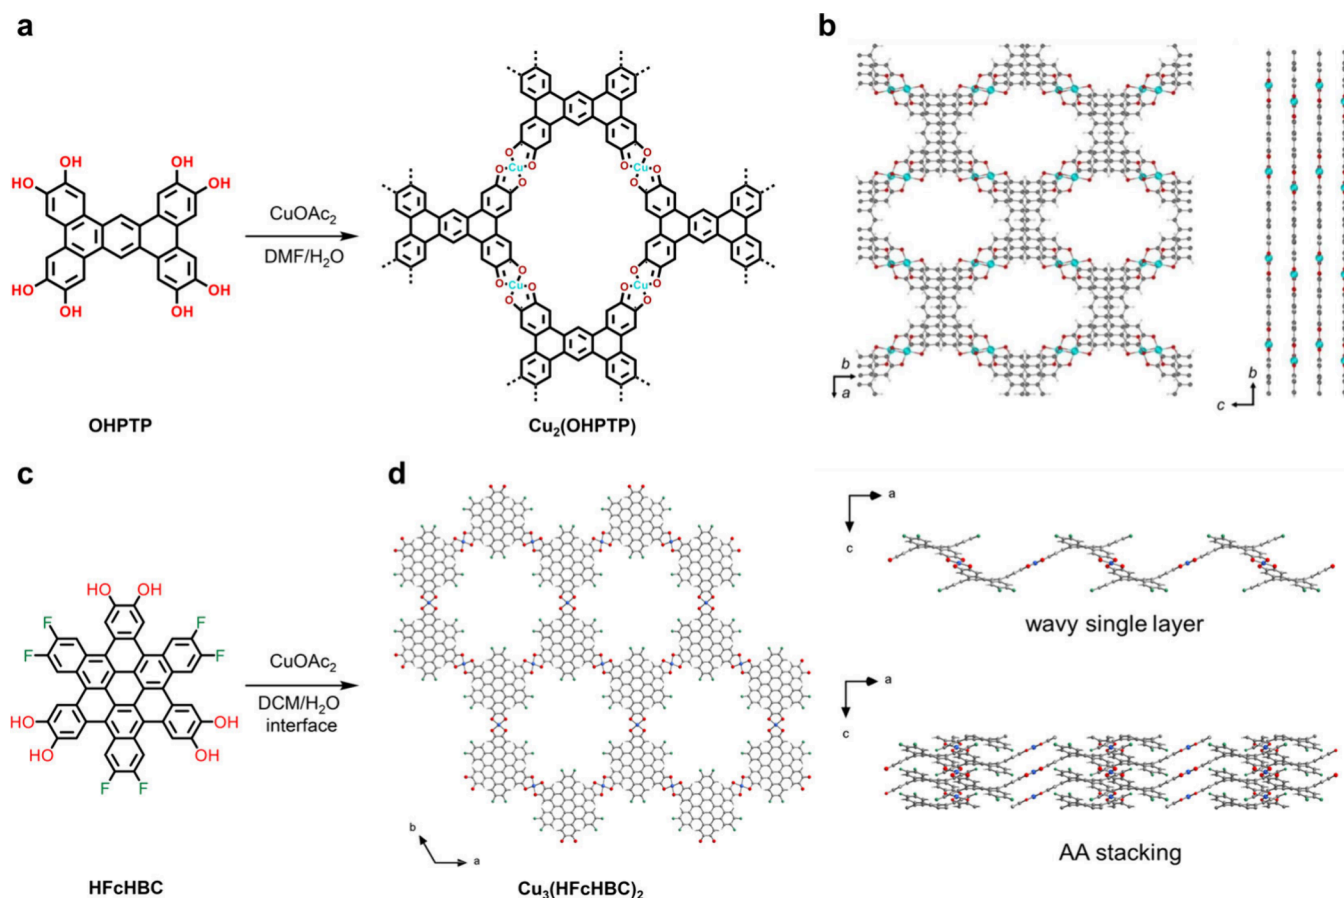 a
OH
OH
HO
OH
HO
OH
OH
OH
CuOAc2
DMF/H2O
OHPTP
O
O
Cu
O
O
O
O
Cu
O
O
O
O
Cu
O
O
O
O
Cu
O
O
Cu2(OHPTP)
b
b
a
b
c
c
HO
OH
F
F
F
F
HO
HO
OH
OH
F
F
CuOAc2
DCM/H2O
interface
HFcHBC
d
b
a
Cu3(HFcHBC)2
a
c
wavy single layer
a
c
AA stacking